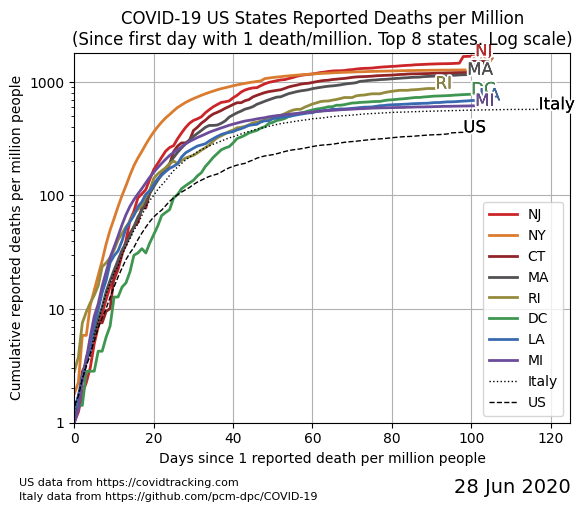 COVID-19 US States Reported Deaths per Million
(Since first day with 1 death/million. Top 8 states. Log scale)
Cumulative reported deaths per million people
1000
100
10
1
NJ
MA
RI
DC
LA
MI
Italy
US
NJ
NY
CT
MA
RI
DC
LA
MI
Italy
US
0 20 40 60 80 100 120
Days since 1 reported death per million people
US data from https://covidtracking.com
Italy data from https://github.com/pcm-dpc/COVID-19
28 Jun 2020